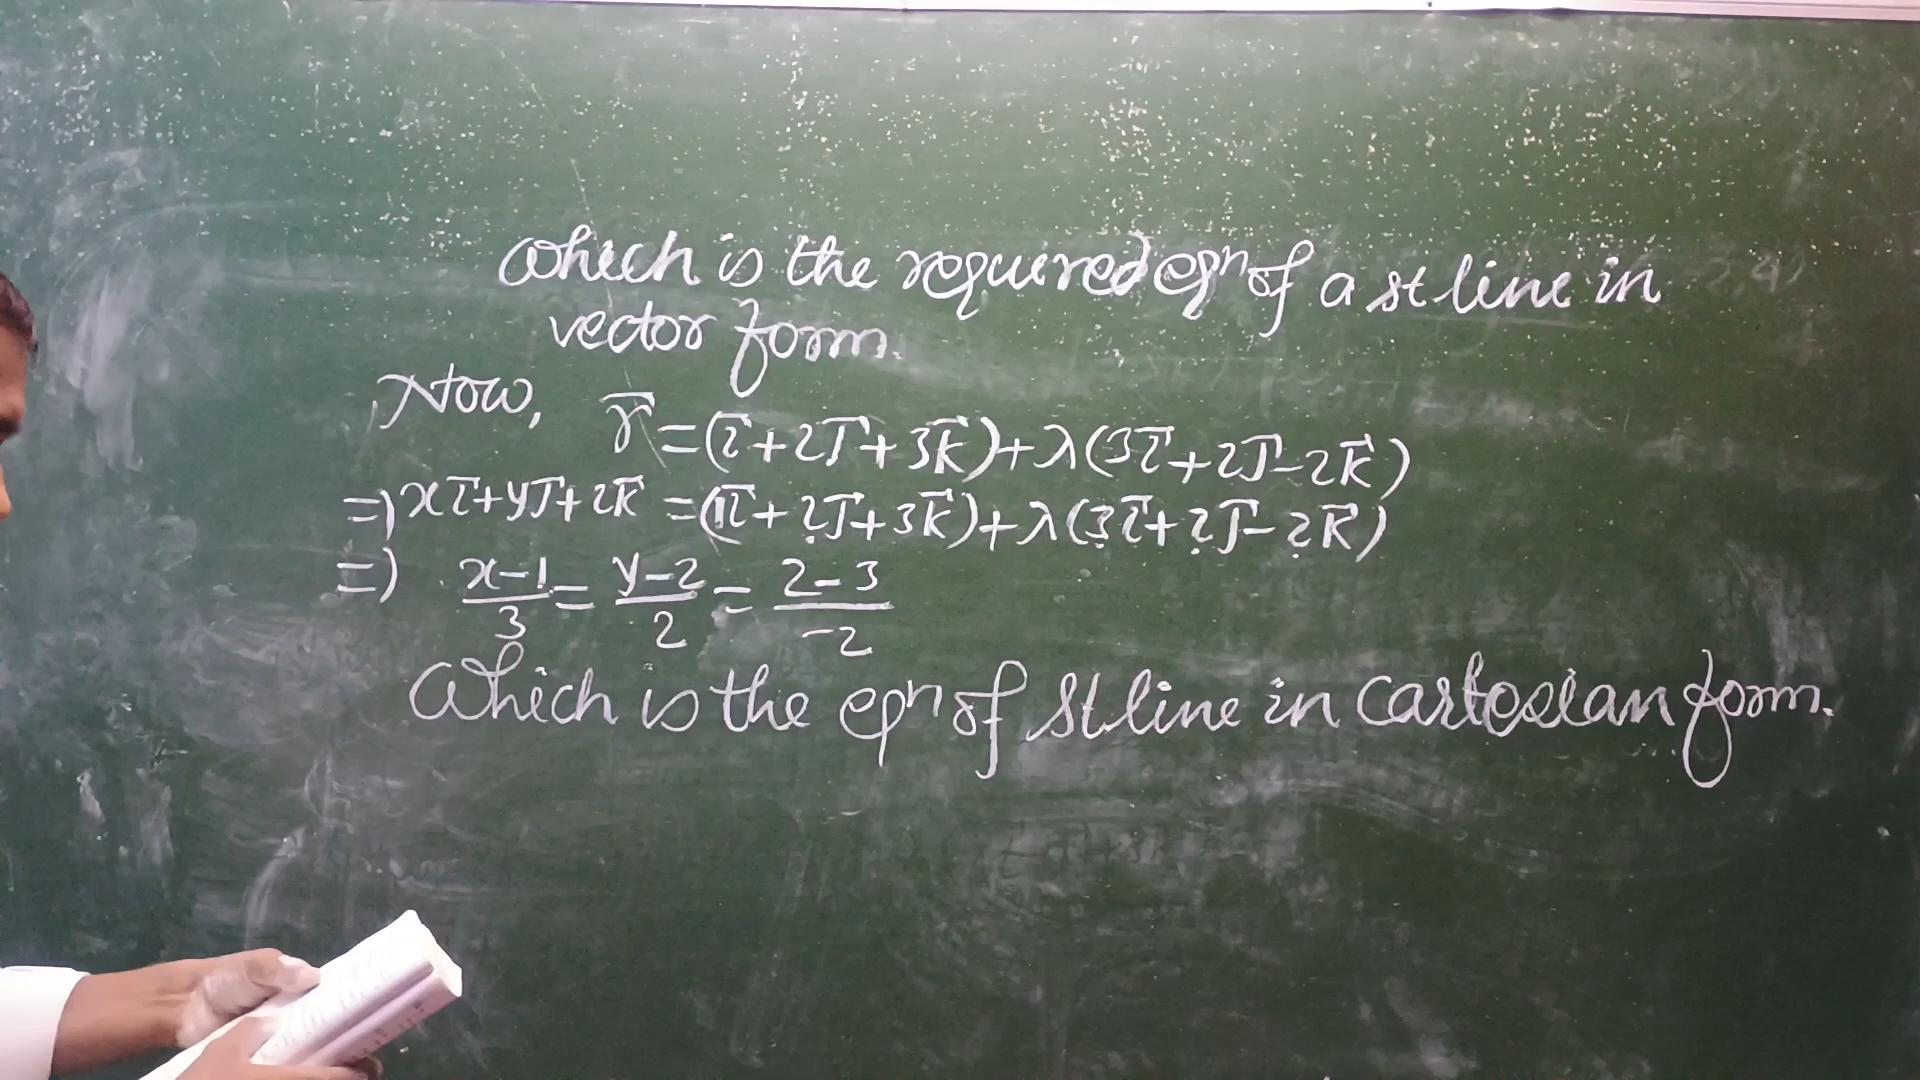 Which is the required eqn of a st line in
vector form.
Now, r⃗ = (i⃗ + 2j⃗ + 3k⃗) + λ(3i⃗ + 2j⃗ - 2k⃗)
=) xi⃗ + yj⃗ + zk⃗ = (1i⃗ + 2j⃗ + 3k⃗) + λ(3i⃗ + 2j⃗ - 2k⃗)
=) x-1/3 = y-2/2 = z-3/-2
Which is the eqn of St line in Cartesian form.